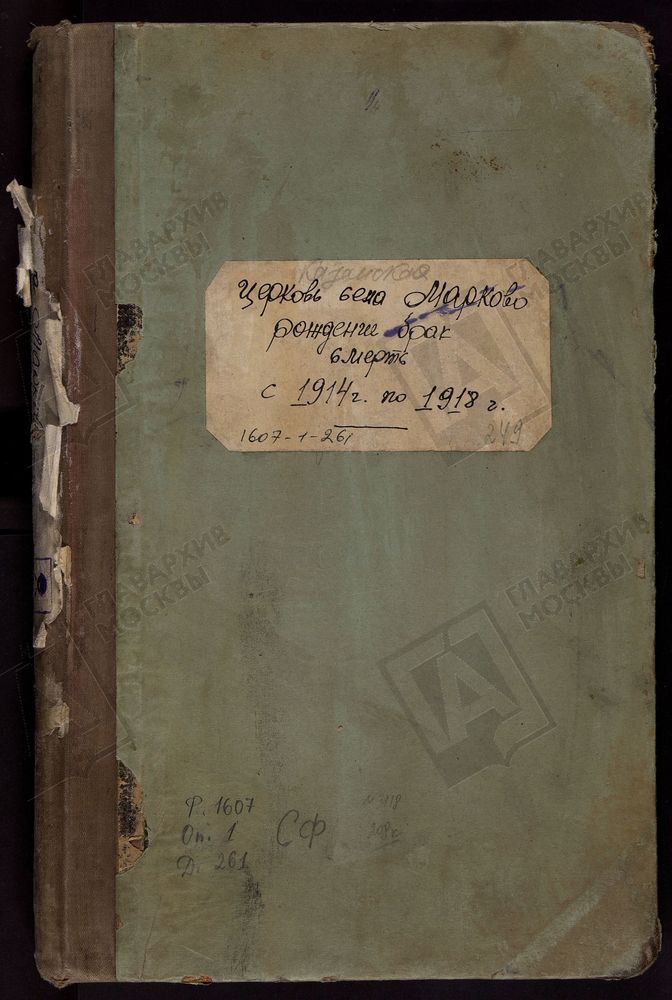 Казанская
Церковь села Марково
рождение брак
смерть
с 1914 г. по 1918 г.
1607-1-261
249
Р. 1607
Оп. 1
Д. 261
СФ
ГЛАВАРХИВ
МОСКВЫ
ГЛАВАРХИВ
МОСКВЫ
ГЛАВАРХИВ
МОСКВЫ
ГЛАВАРХИВ
МОСКВЫ